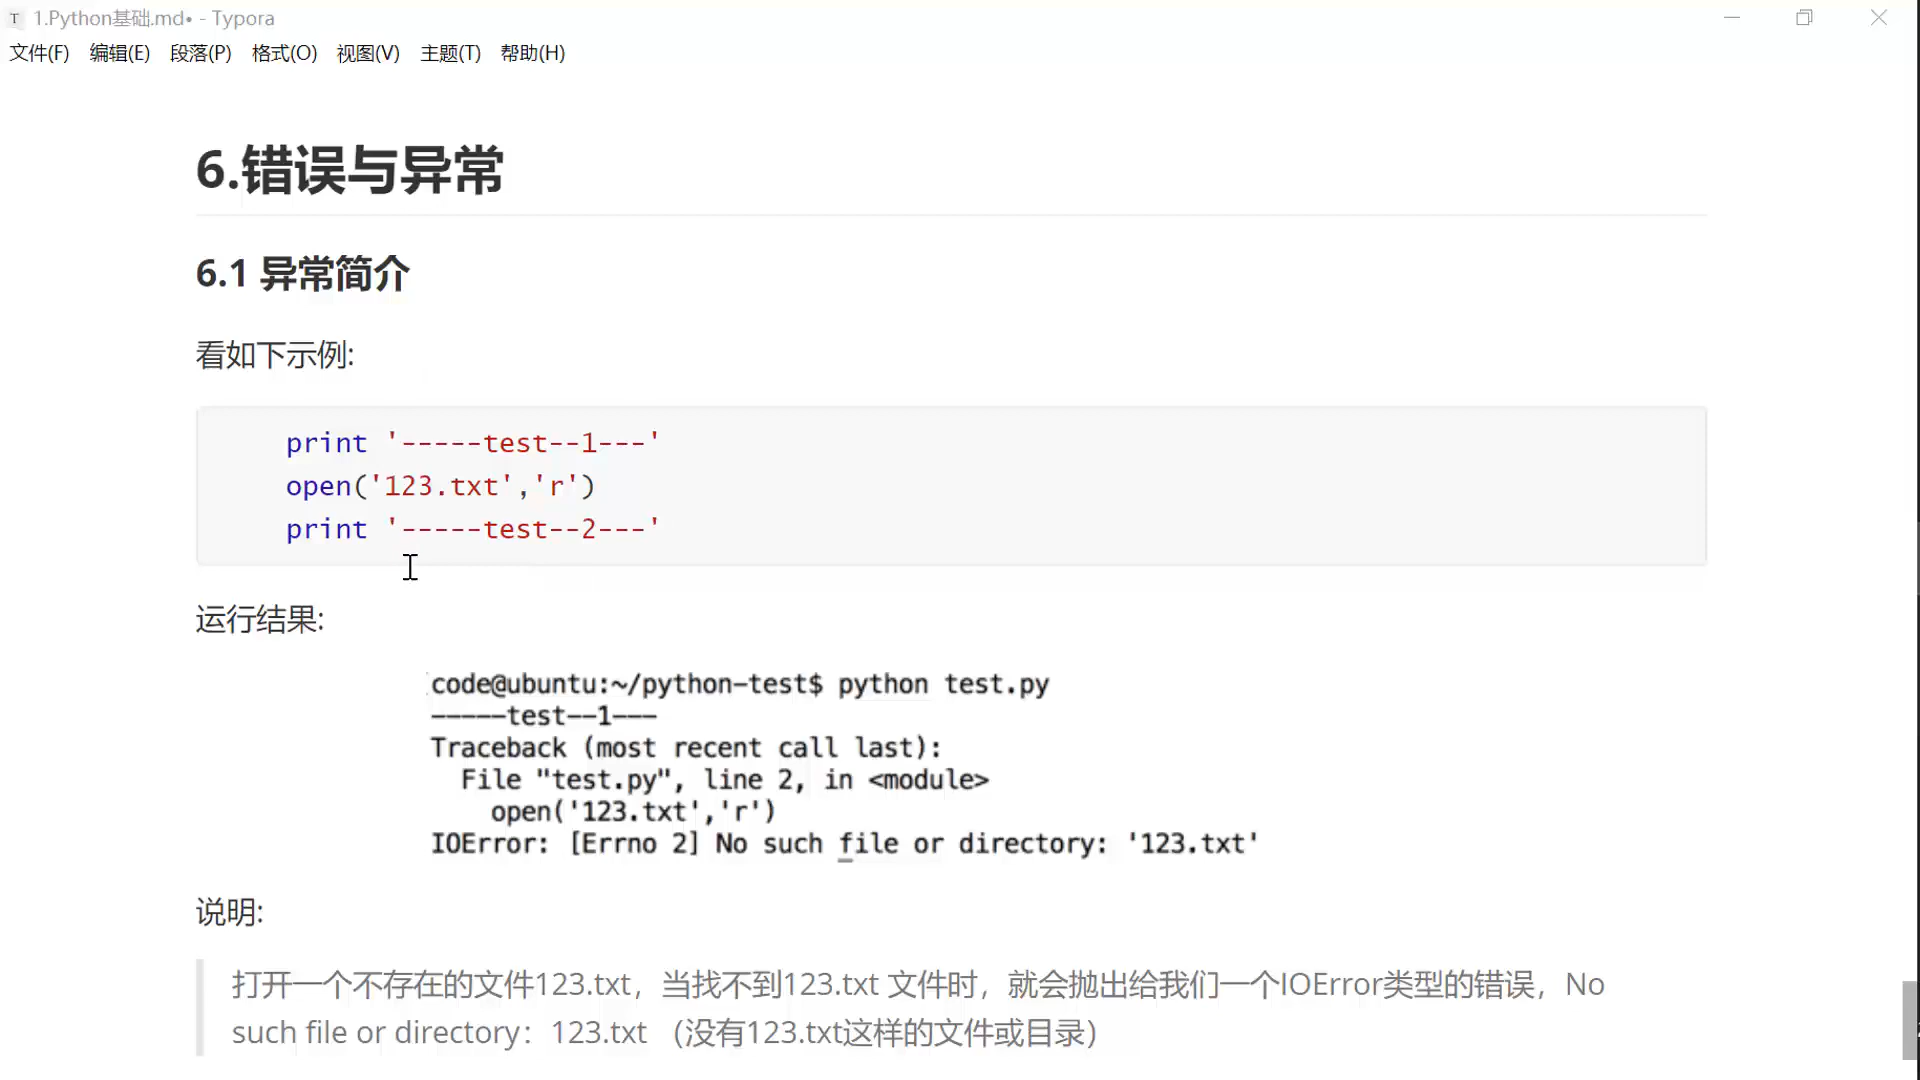 1.Python基础.md• - Typora
文件(F) 编辑(E) 段落(P) 格式(O) 视图(V) 主题(T) 帮助(H)
6.错误与异常
6.1 异常简介
看如下示例:
print '-----test--1---'
open('123.txt','r')
print '-----test--2---'
运行结果:
code@ubuntu:~/python-test$ python test.py
-----test--1---
Traceback (most recent call last):
File "test.py", line 2, in <module>
open('123.txt','r')
IOError: [Errno 2] No such file or directory: '123.txt'
说明:
打开一个不存在的文件123.txt，当找不到123.txt 文件时，就会抛出给我们一个IOError类型的错误，No
such file or directory：123.txt （没有123.txt这样的文件或目录）